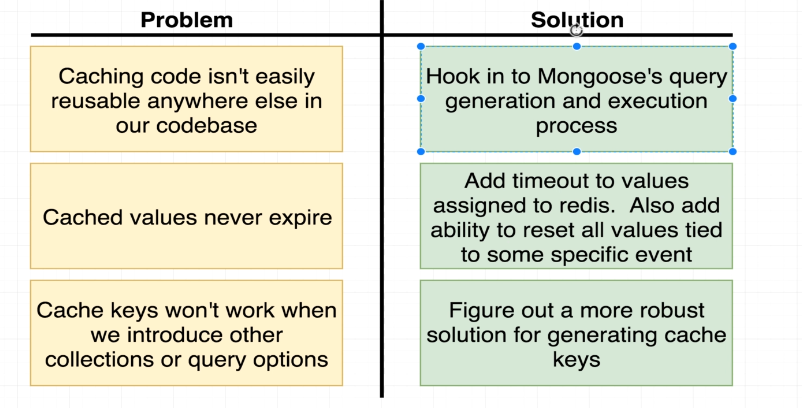 Problem
Solution
Caching code isn't easily
reusable anywhere else in
our codebase
Hook in to Mongoose's query
generation and execution
process
Cached values never expire
Add timeout to values
assigned to redis.  Also add
ability to reset all values tied
to some specific event
Cache keys won't work when
we introduce other
collections or query options
Figure out a more robust
solution for generating cache
keys